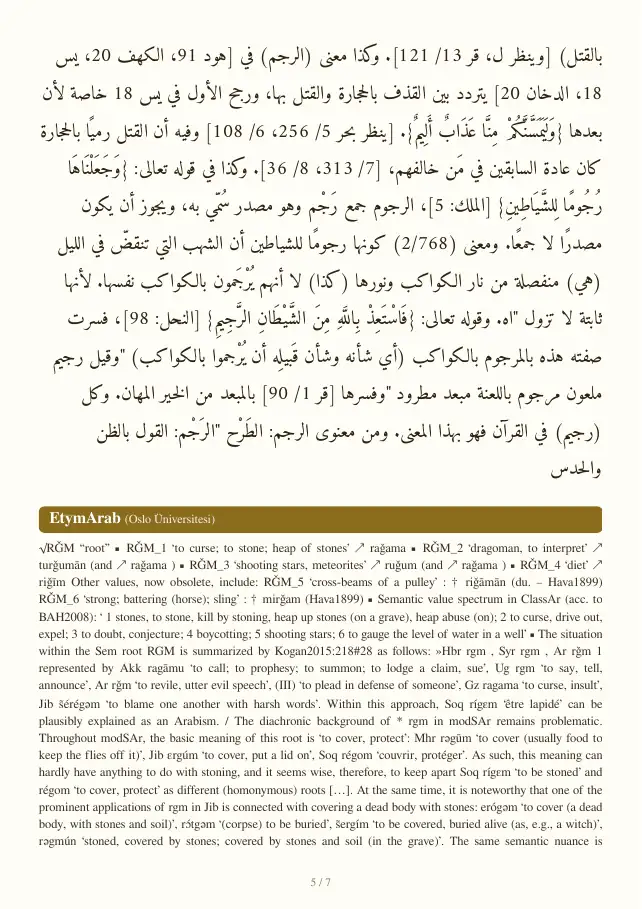 بالقتل) [وينظر ل، قر 13/ 121]. وكذا معنى (الرجم) في [هود 91، الكهف 20، يس
18، الدخان 20] يتردد بين القذف بالحجارة والقتل بها، ورجح الأول في يس 18 خاصة لأن
بعدها {وَلَيَمَسَّنَّكُمْ مِنَّا عَذَابٌ أَلِيمٌ}. [ينظر بحر 5/ 256، 6/ 108] وفيه أن القتل رميًا بالحجارة
كان عادة السابقين في مَن خالفهم، [7/ 313، 8/ 36]. وكذا في قوله تعالى: {وَجَعَلْنَاهَا
رُجُومًا لِلشَّيَاطِينِ} [الملك: 5]، الرجوم جمع رَجْم وهو مصدر سُمّي به، ويجوز أن يكون
مصدرًا لا جمعًا. ومعنى (2/768) كونها رجومًا للشياطين أن الشهب التي تنقضّ في الليل
(هي) منفصلة من نار الكواكب ونورها (كذا) لا أنهم يُرْجَمون بالكواكب نفسها. لأنها
ثابتة لا تزول "اه. وقوله تعالى: {فَاسْتَعِذْ بِاللَّهِ مِنَ الشَّيْطَانِ الرَّجِيمِ} [النحل: 98]، فسرت
صفته هذه بالمرجوم بالكواكب (أي شأنه وشأن قَبيلِه أن يُرْجموا بالكواكب) "وقيل رجيم
ملعون مرجوم باللعنة مبعد مطرود "وفسرها [قر 1/ 90] بالمبعد من الخير المهان. وكل
(رجيم) في القرآن فهو بهذا المعنى. ومن معنوى الرجم: الطَرْح "الرَجْم: القول بالظن
والحدس
EtymArab (Oslo Üniversitesi)
√RǦM “root” ▪ RǦM_1 ‘to curse; to stone; heap of stones’ ↗ raǧama ▪ RǦM_2 ‘dragoman, to interpret’ ↗
turǧumān (and ↗ raǧama ) ▪ RǦM_3 ‘shooting stars, meteorites’ ↗ ruǧum (and ↗ raǧama ) ▪ RǦM_4 ‘diet’ ↗
riǧīm Other values, now obsolete, include: RǦM_5 ‘cross-beams of a pulley’ : † riǧāmān (du. – Hava1899)
RǦM_6 ‘strong; battering (horse); sling’ : † mirǧam (Hava1899) ▪ Semantic value spectrum in ClassAr (acc. to
BAH2008): ‘ 1 stones, to stone, kill by stoning, heap up stones (on a grave), heap abuse (on); 2 to curse, drive out,
expel; 3 to doubt, conjecture; 4 boycotting; 5 shooting stars; 6 to gauge the level of water in a well’ ▪ The situation
within the Sem root RGM is summarized by Kogan2015:218#28 as follows: »Hbr rgm , Syr rgm , Ar rǧm 1
represented by Akk ragāmu ‘to call; to prophesy; to summon; to lodge a claim, sue’, Ug rgm ‘to say, tell,
announce’, Ar rǧm ‘to revile, utter evil speech’, (III) ‘to plead in defense of someone’, Gz ragama ‘to curse, insult’,
Jib šérégəm ‘to blame one another with harsh words’. Within this approach, Soq rígɛm ‘être lapidé’ can be
plausibly explained as an Arabism. / The diachronic background of * rgm in modSAr remains problematic.
Throughout modSAr, the basic meaning of this root is ‘to cover, protect’: Mhr rəgūm ‘to cover (usually food to
keep the flies off it)’, Jib ɛrgúm ‘to cover, put a lid on’, Soq régom ‘couvrir, protéger’. As such, this meaning can
hardly have anything to do with stoning, and it seems wise, therefore, to keep apart Soq rígɛm ‘to be stoned’ and
régom ‘to cover, protect’ as different (homonymous) roots […]. At the same time, it is noteworthy that one of the
prominent applications of rgm in Jib is connected with covering a dead body with stones: erógəm ‘to cover (a dead
body, with stones and soil)’, rɔ́tgəm ‘(corpse) to be buried’, s̃ergím ‘to be covered, buried alive (as, e.g., a witch)’,
rəgmún ‘stoned, covered by stones; covered by stones and soil (in the grave)’. The same semantic nuance is
5 / 7